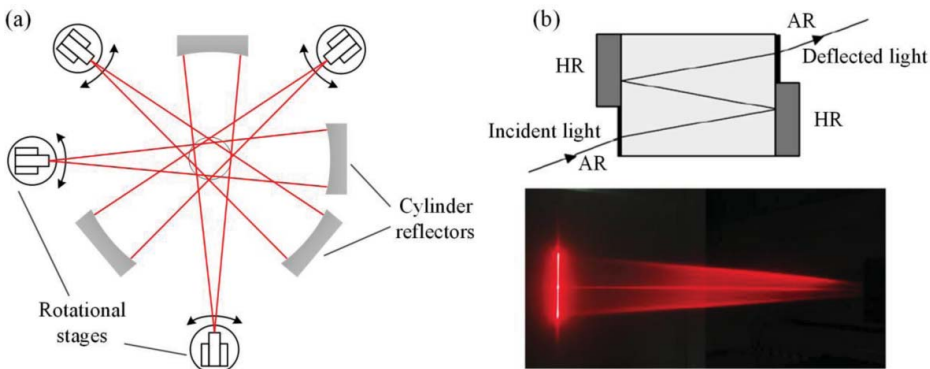 (a)
Cylinder
reflectors
Rotational
stages
(b)
AR
Deflected light
HR
HR
Incident light
AR